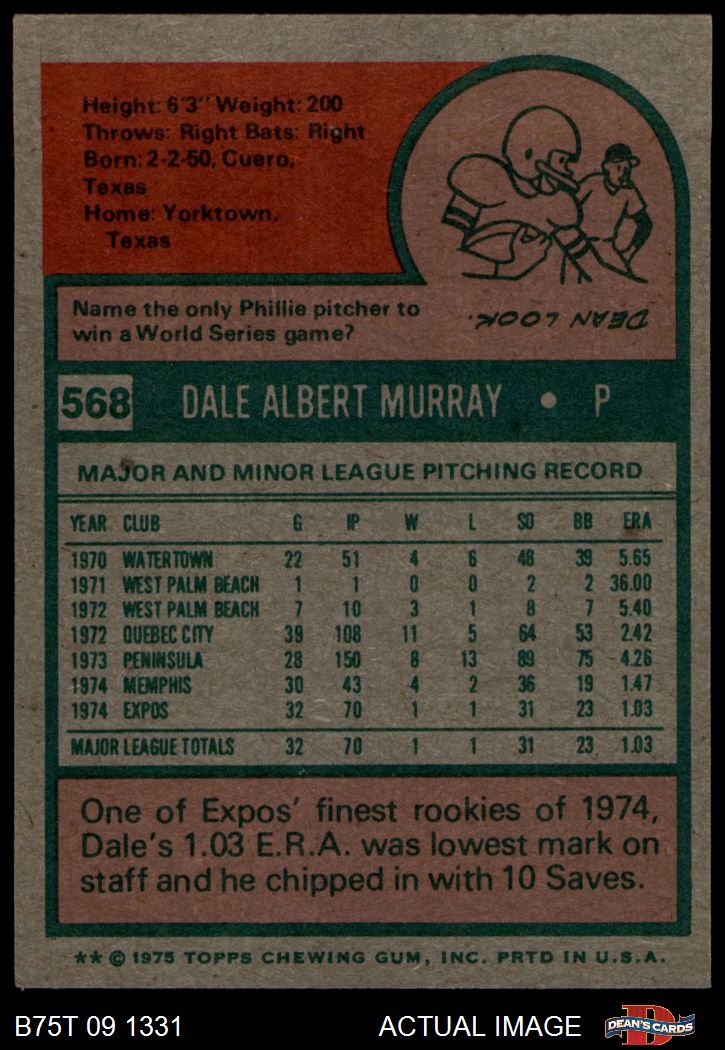 Height: 6'3" Weight: 200
Throws: Right Bats: Right
Born: 2-2-50, Cuero,
Texas
Home: Yorktown,
Texas
Name the only Phillie pitcher to
win a World Series game?
DEAN LOOK.
568 DALE ALBERT MURRAY • P
MAJOR AND MINOR LEAGUE PITCHING RECORD
YEAR CLUB G IP W L SO BB ERA
1970 WATERTOWN 22 51 4 6 48 39 5.65
1971 WEST PALM BEACH 1 1 0 0 2 2 36.00
1972 WEST PALM BEACH 7 10 3 1 8 7 5.40
1972 QUEBEC CITY 39 108 11 5 64 53 2.42
1973 PENINSULA 28 150 8 13 89 75 4.26
1974 MEMPHIS 30 43 4 2 36 19 1.47
1974 EXPOS 32 70 1 1 31 23 1.03
MAJOR LEAGUE TOTALS 32 70 1 1 31 23 1.03
One of Expos' finest rookies of 1974,
Dale's 1.03 E.R.A. was lowest mark on
staff and he chipped in with 10 Saves.
** © 1975 TOPPS CHEWING GUM, INC. PRTD IN U.S.A.
B75T 09 1331 ACTUAL IMAGE D DEAN'S CARDS